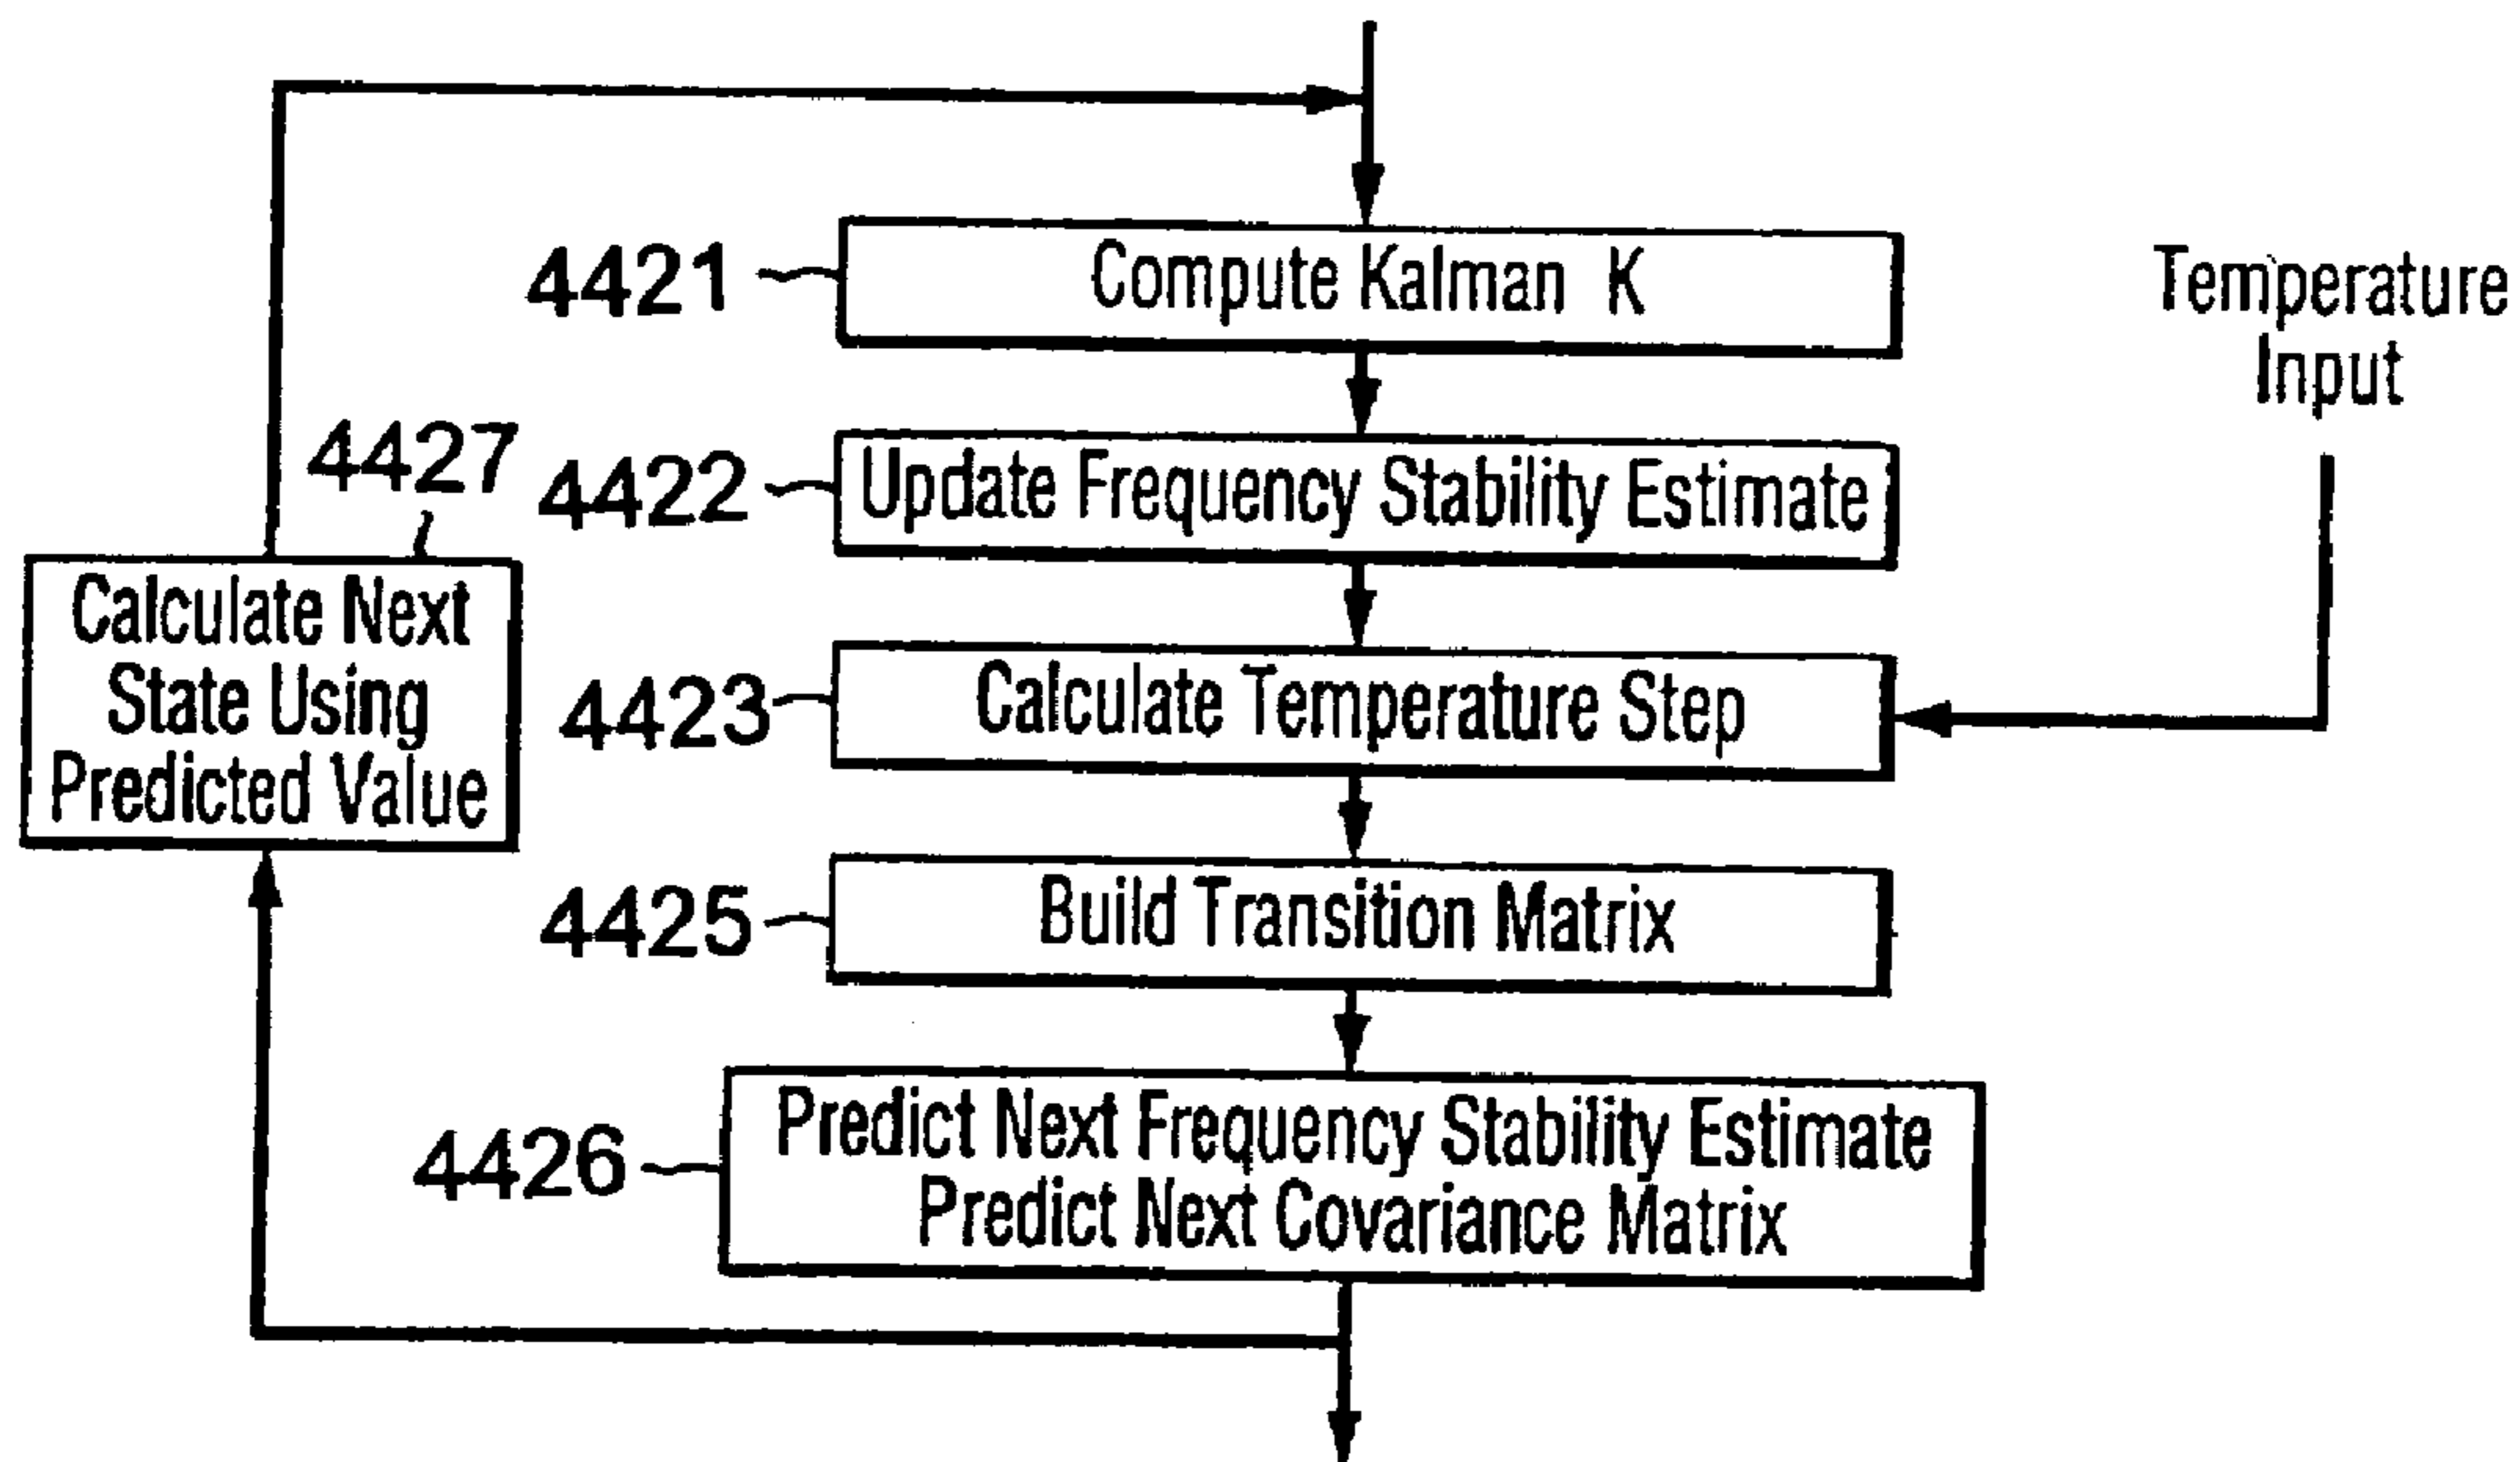 4421
Compute Kalman K
Temperature
Input
4427
4422
Update Frequency Stability Estimate
Calculate Next
State Using
Predicted Value
4423
Calculate Temperature Step
4425
Build Transition Matrix
4426
Predict Next Frequency Stability Estimate
Predict Next Covariance Matrix